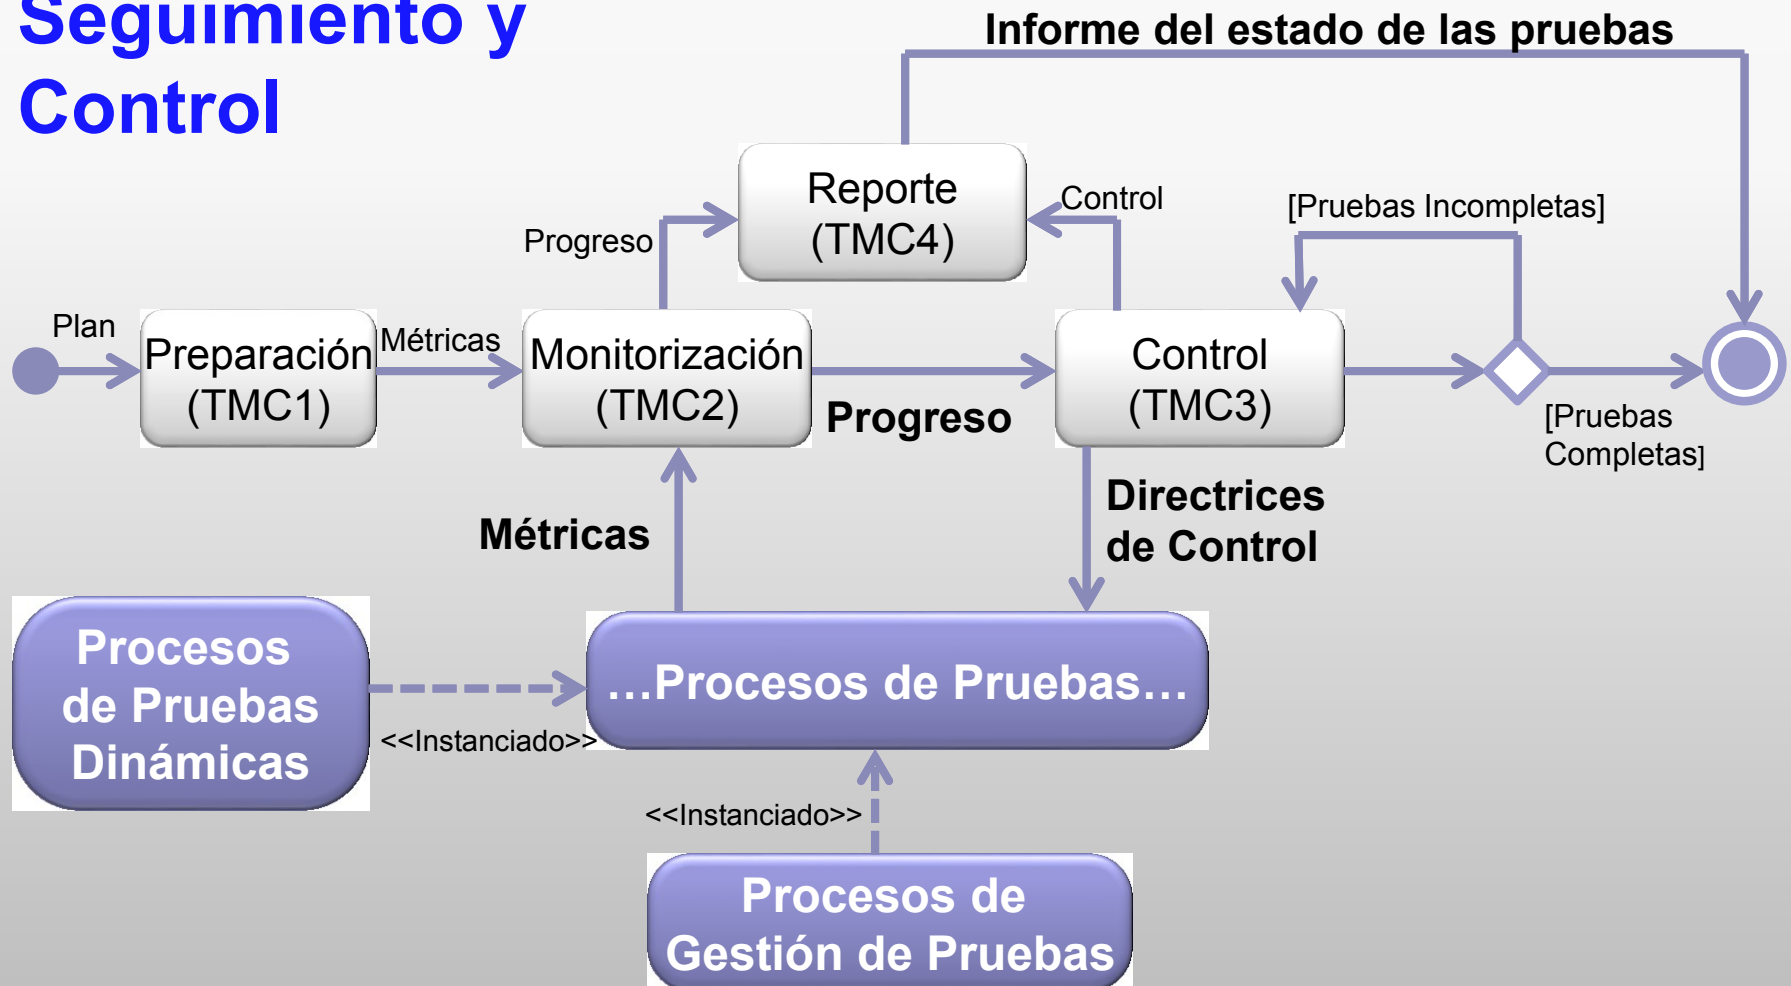 Seguimiento y
Control
Informe del estado de las pruebas
Reporte
(TMC4)
Control
[Pruebas Incompletas]
Progreso
Plan
Preparación
(TMC1)
Métricas
Monitorización
(TMC2)
Progreso
Control
(TMC3)
[Pruebas
Completas]
Métricas
Directrices
de Control
Procesos
de Pruebas
Dinámicas
<<Instanciado>>
...Procesos de Pruebas...
<<Instanciado>>
Procesos de
Gestión de Pruebas